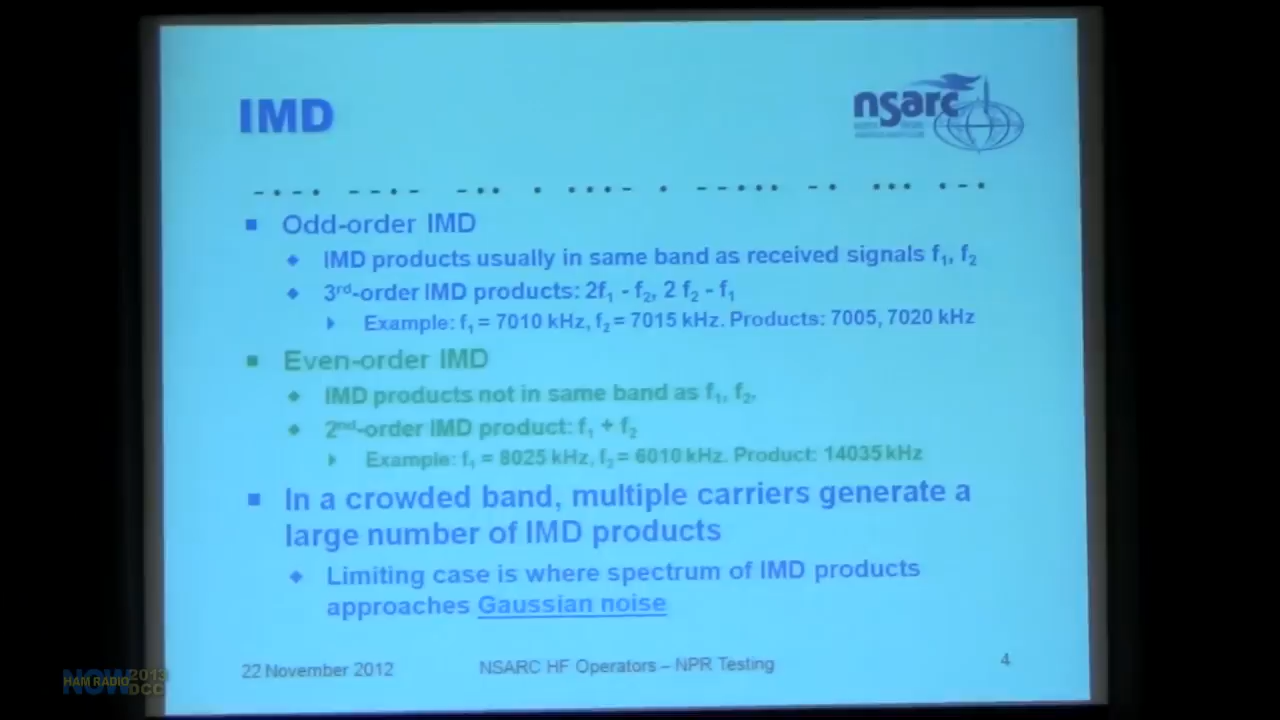 IMD
nsarc
Odd-order IMD
IMD products usually in same band as received signals f₁, f₂
3rd-order IMD products: 2f₁ - f₂, 2 f₂ - f₁
Example: f₁ = 7010 kHz, f₂ = 7015 kHz. Products: 7005, 7020 kHz
Even-order IMD
IMD products not in same band as f₁, f₂,
2nd-order IMD product: f₁ + f₂
Example: f₁ = 8025 kHz, f₂ = 6010 kHz. Product: 14035 kHz
In a crowded band, multiple carriers generate a
large number of IMD products
Limiting case is where spectrum of IMD products
approaches Gaussian noise
22 November 2012
NSARC HF Operators – NPR Testing
4
HAM RADIO
NOW
2013
DCC